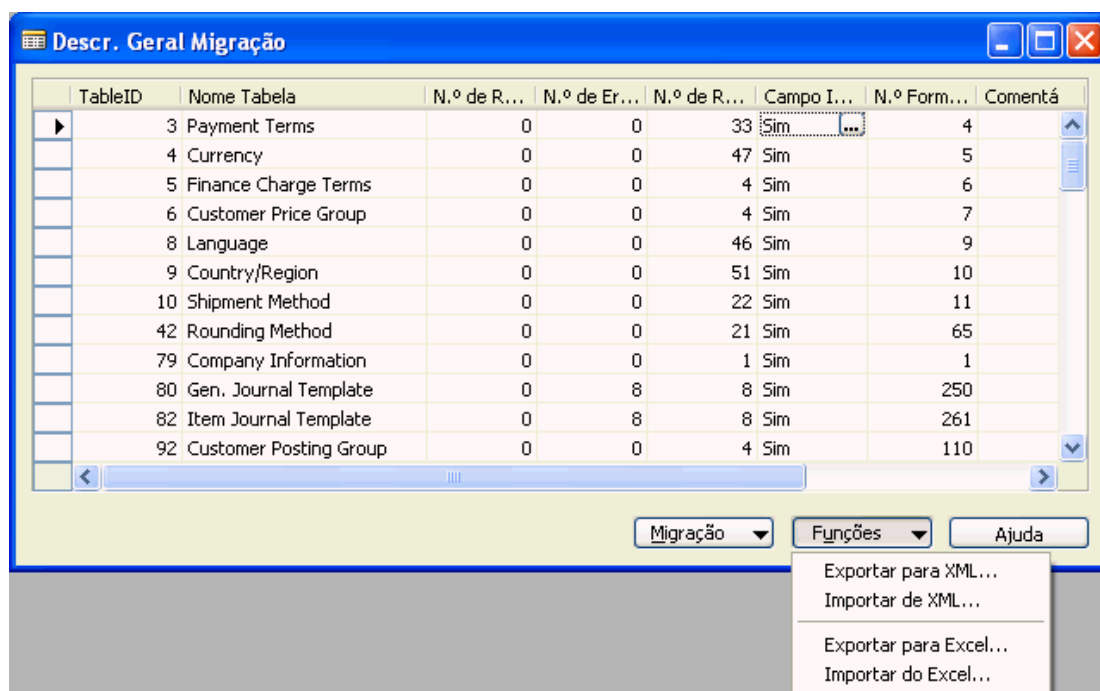 Descr. Geral Migração
TableID Nome Tabela N.º de R... N.º de Er... N.º de R... Campo I... N.º Form... Comentá
3 Payment Terms 0 0 33 Sim ... 4
4 Currency 0 0 47 Sim 5
5 Finance Charge Terms 0 0 4 Sim 6
6 Customer Price Group 0 0 4 Sim 7
8 Language 0 0 46 Sim 9
9 Country/Region 0 0 51 Sim 10
10 Shipment Method 0 0 22 Sim 11
42 Rounding Method 0 0 21 Sim 65
79 Company Information 0 0 1 Sim 1
80 Gen. Journal Template 0 8 8 Sim 250
82 Item Journal Template 0 8 8 Sim 261
92 Customer Posting Group 0 0 4 Sim 110
Migração Funções Ajuda
Exportar para XML...
Importar de XML...
Exportar para Excel...
Importar do Excel...